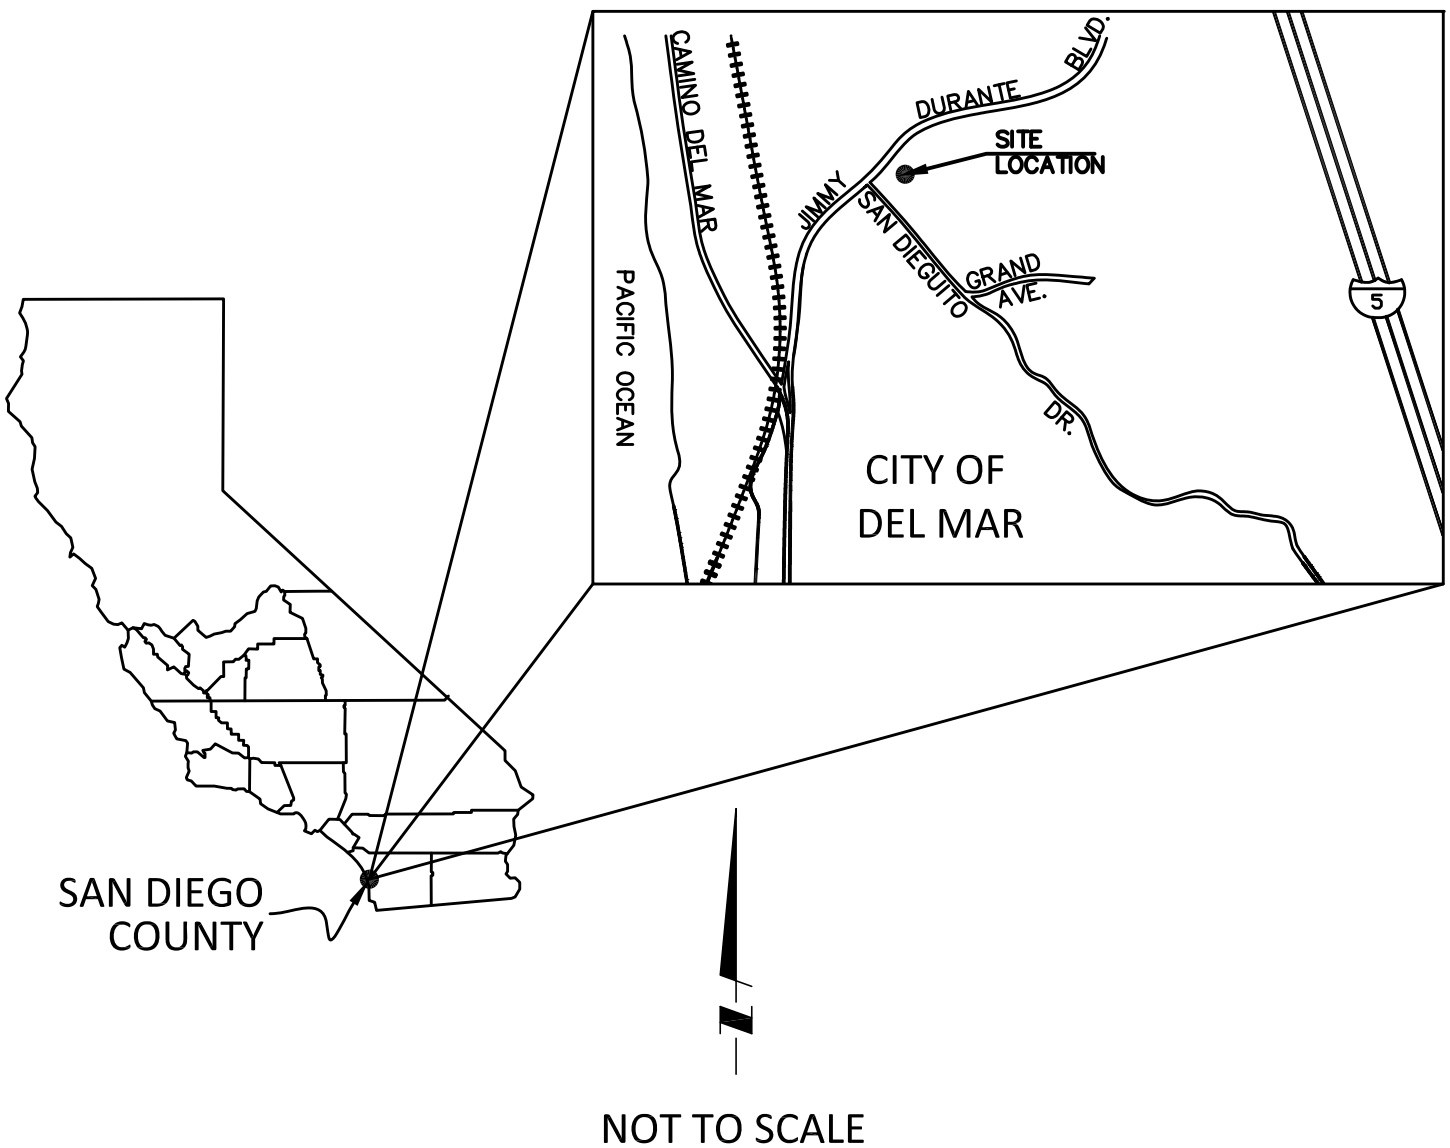 CAMINO DEL MAR
JIMMY
DURANTE
BLVD.
SITE
LOCATION
SAN DIEGUITO
GRAND
AVE.
DR.
5
PACIFIC OCEAN
CITY OF
DEL MAR
SAN DIEGO
COUNTY
N
NOT TO SCALE